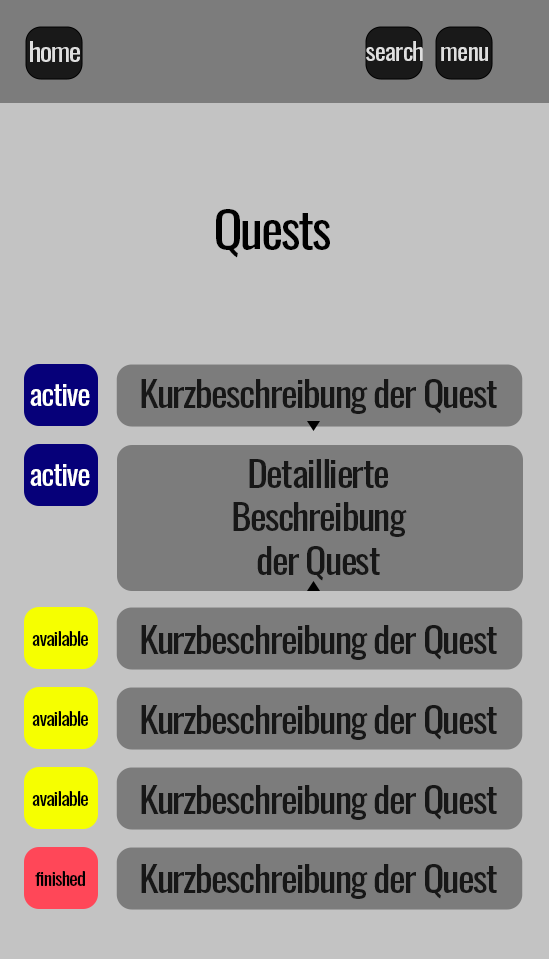 home search menu
Quests
active Kurzbeschreibung der Quest
active Detaillierte
Beschreibung
der Quest
available Kurzbeschreibung der Quest
available Kurzbeschreibung der Quest
available Kurzbeschreibung der Quest
finished Kurzbeschreibung der Quest